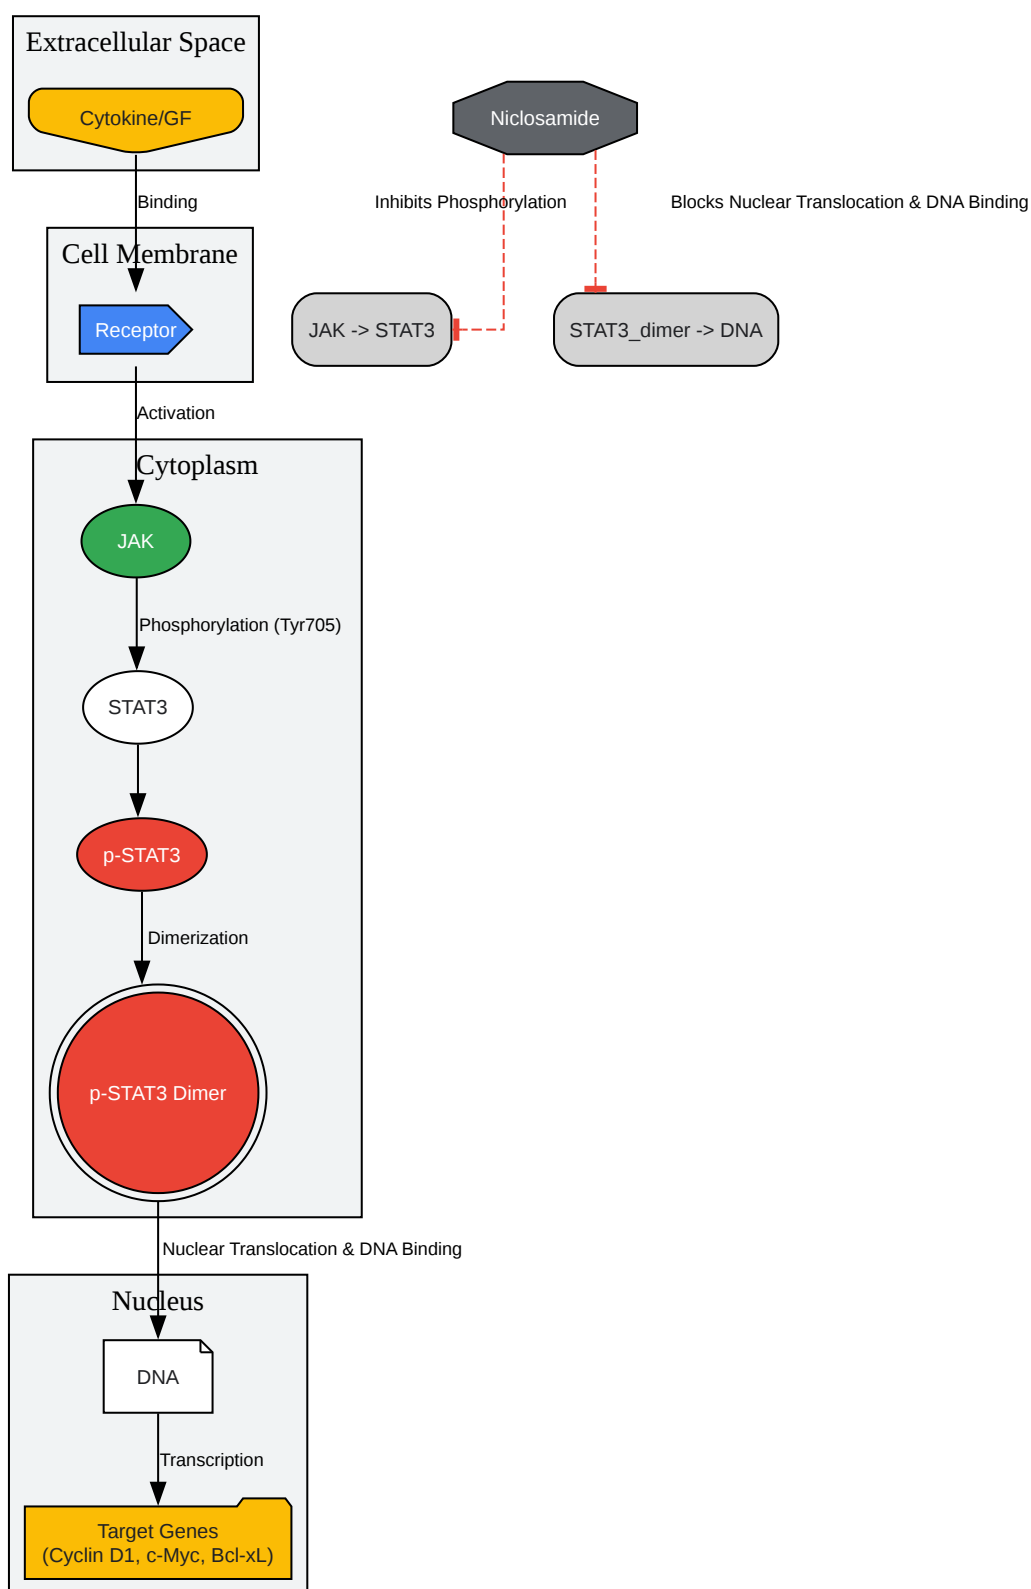 Extracellular Space
Cytokine/GF
Niclosamide
Binding
Inhibits Phosphorylation
Blocks Nuclear Translocation & DNA Binding
Cell Membrane
Receptor
JAK -> STAT3
STAT3_dimer -> DNA
Activation
Cytoplasm
JAK
Phosphorylation (Tyr705)
STAT3
p-STAT3
Dimerization
p-STAT3 Dimer
Nuclear Translocation & DNA Binding
Nucleus
DNA
Transcription
Target Genes
(Cyclin D1, c-Myc, Bcl-xL)